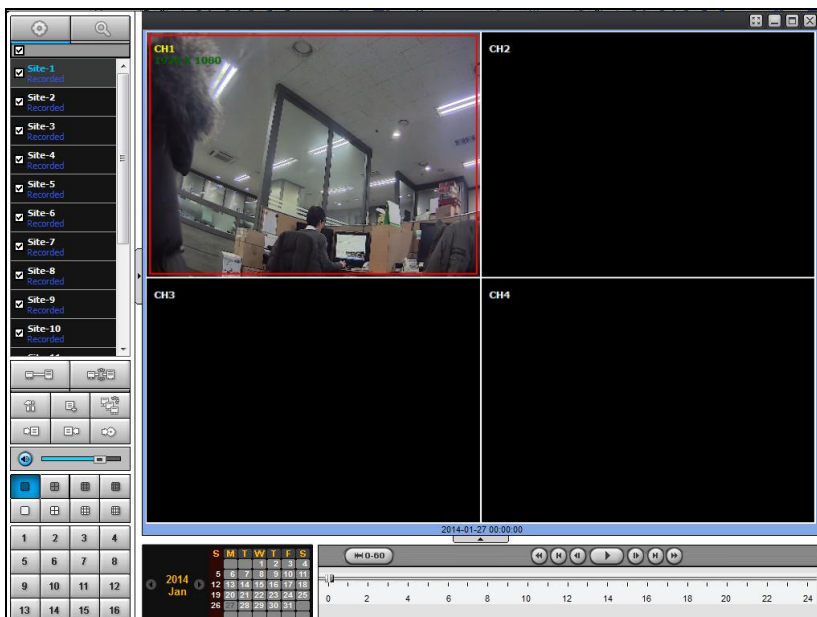 Site-1
Recorded
Site-2
Recorded
Site-3
Recorded
Site-4
Recorded
Site-5
Recorded
Site-6
Recorded
Site-7
Recorded
Site-8
Recorded
Site-9
Recorded
Site-10
Recorded
1 2 3 4
5 6 7 8
9 10 11 12
13 14 15 16
CH1
1920 X 1080
CH2
CH3
CH4
2014-01-27 00:00:00
2014
Jan
S M T W T F S
1 2 3 4
5 6 7 8 9 10 11
12 13 14 15 16 17 18
19 20 21 22 23 24 25
26 27 28 29 30 31
0-60
0 2 4 6 8 10 12 14 16 18 20 22 24